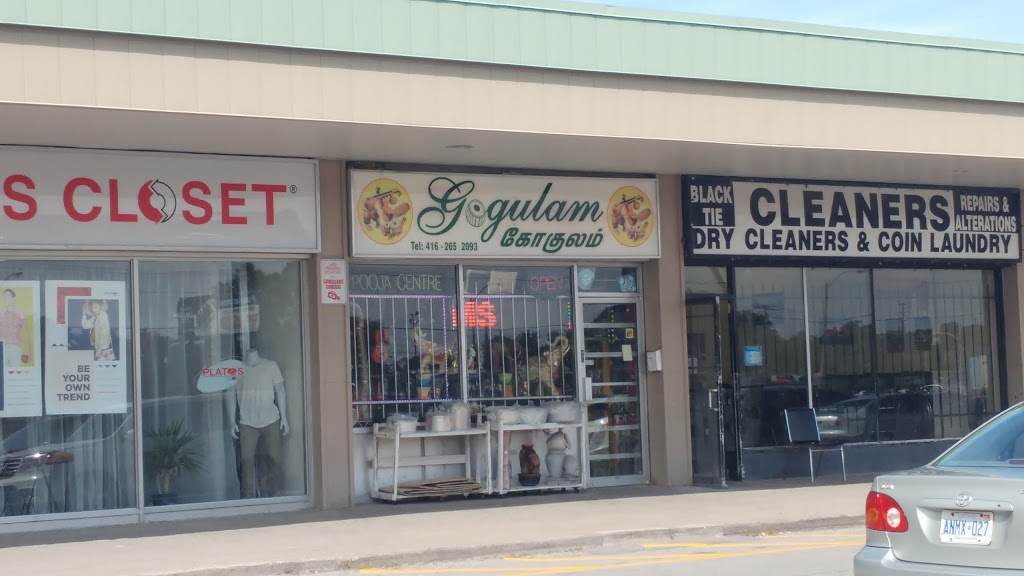 S CLOSET®
Gogulam
கோகுலம்
Tel: 416 - 265 2093
BLACK
TIE
CLEANERS
REPAIRS &
ALTERATIONS
DRY CLEANERS & COIN LAUNDRY
POOJA CENTRE
OPEN
BE
YOUR
OWN
TREND
PLATO'S
ANMX·027